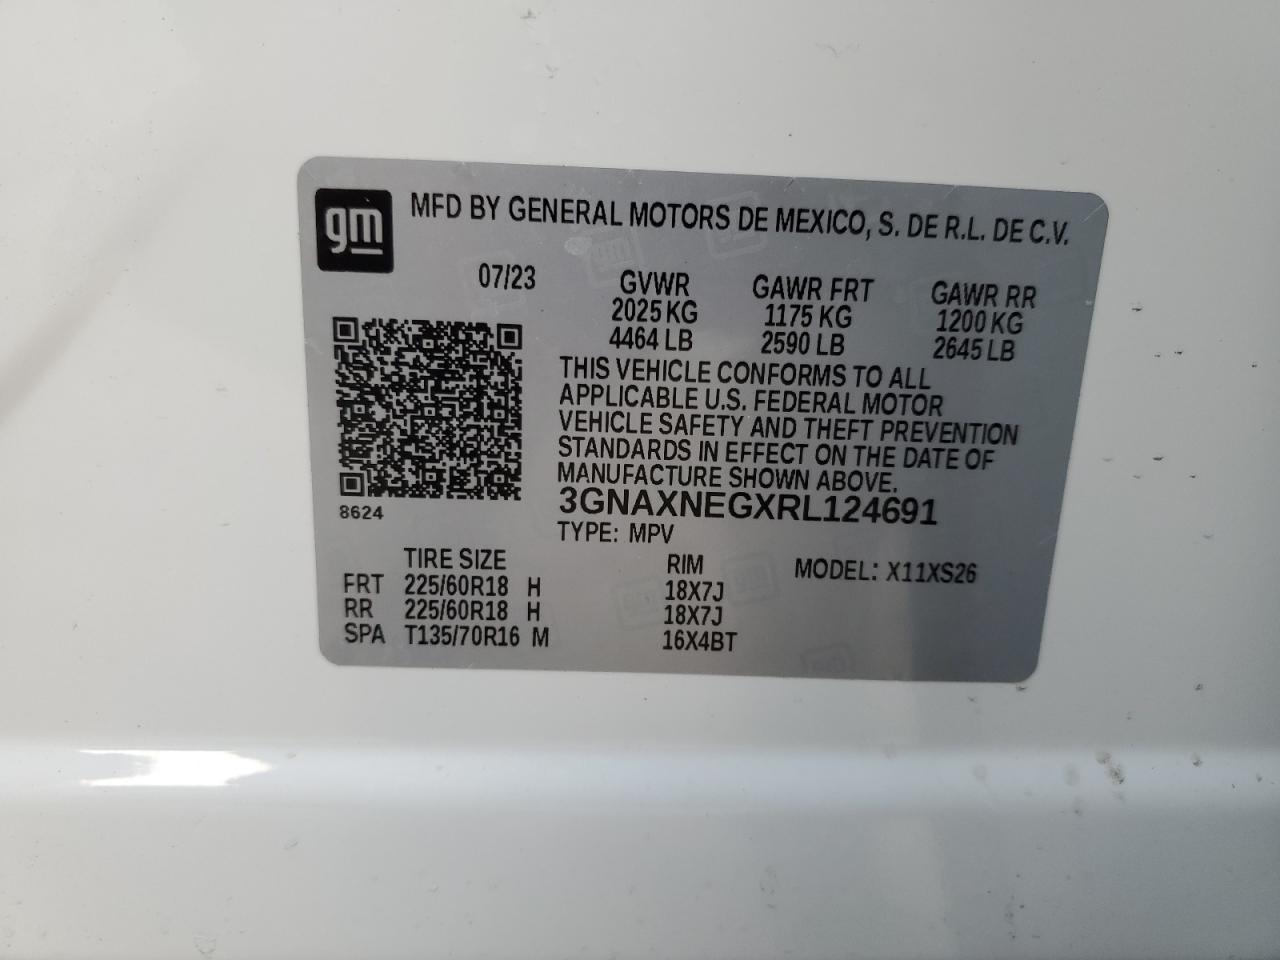 gm
MFD BY GENERAL MOTORS DE MEXICO, S. DE R.L. DE C.V.
07/23
GVWR GAWR FRT GAWR RR
2025 KG 1175 KG 1200 KG
4464 LB 2590 LB 2645 LB
THIS VEHICLE CONFORMS TO ALL
APPLICABLE U.S. FEDERAL MOTOR
VEHICLE SAFETY AND THEFT PREVENTION
STANDARDS IN EFFECT ON THE DATE OF
MANUFACTURE SHOWN ABOVE.
3GNAXNEGXRL124691
8624
TYPE: MPV
TIRE SIZE RIM MODEL: X11XS26
FRT 225/60R18 H 18X7J
RR 225/60R18 H 18X7J
SPA T135/70R16 M 16X4BT